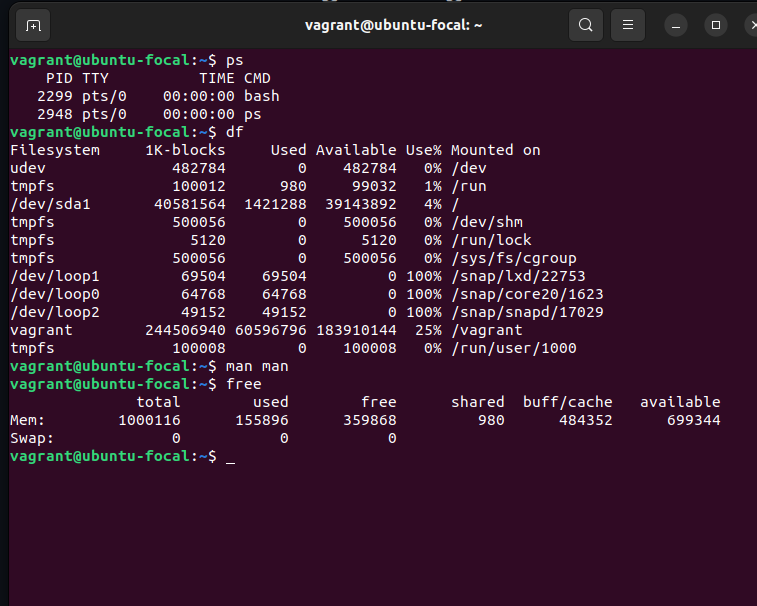 vagrant@ubuntu-focal: ~
vagrant@ubuntu-focal:~$ ps
    PID TTY          TIME CMD
   2299 pts/0    00:00:00 bash
   2948 pts/0    00:00:00 ps
vagrant@ubuntu-focal:~$ df
Filesystem     1K-blocks     Used Available Use% Mounted on
udev              482784        0    482784   0% /dev
tmpfs             100012      980     99032   1% /run
/dev/sda1       40581564  1421288  39143892   4% /
tmpfs             500056        0    500056   0% /dev/shm
tmpfs               5120        0      5120   0% /run/lock
tmpfs             500056        0    500056   0% /sys/fs/cgroup
/dev/loop1         69504    69504         0 100% /snap/lxd/22753
/dev/loop0         64768    64768         0 100% /snap/core20/1623
/dev/loop2         49152    49152         0 100% /snap/snapd/17029
vagrant        244506940 60596796 183910144  25% /vagrant
tmpfs             100008        0    100008   0% /run/user/1000
vagrant@ubuntu-focal:~$ man man
vagrant@ubuntu-focal:~$ free
              total        used        free      shared  buff/cache   available
Mem:        1000116      155896      359868         980      484352      699344
Swap:             0           0           0
vagrant@ubuntu-focal:~$ _